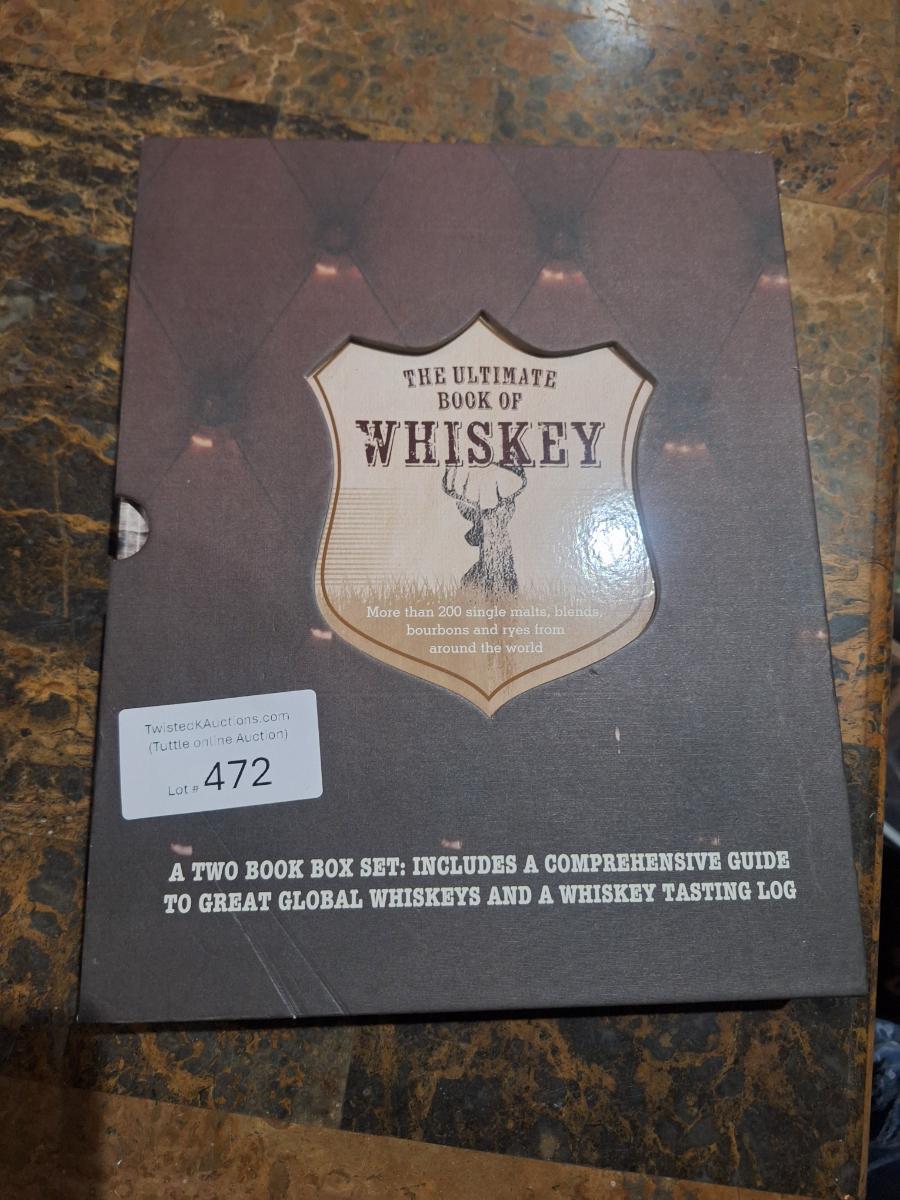 THE ULTIMATE
BOOK OF
WHISKEY
More than 200 single malts, blends,
bourbons and ryes from
around the world
TwistedKAuctions.com
(Tuttle online Auction)
Lot # 472
A TWO BOOK BOX SET: INCLUDES A COMPREHENSIVE GUIDE
TO GREAT GLOBAL WHISKEYS AND A WHISKEY TASTING LOG